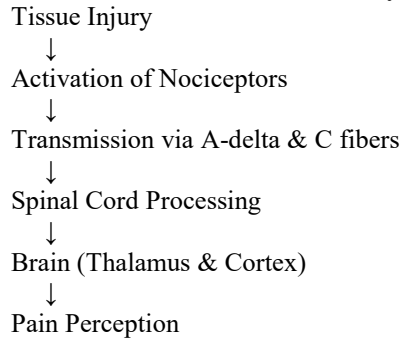 Tissue Injury
↓
Activation of Nociceptors
↓
Transmission via A-delta & C fibers
↓
Spinal Cord Processing
↓
Brain (Thalamus & Cortex)
↓
Pain Perception